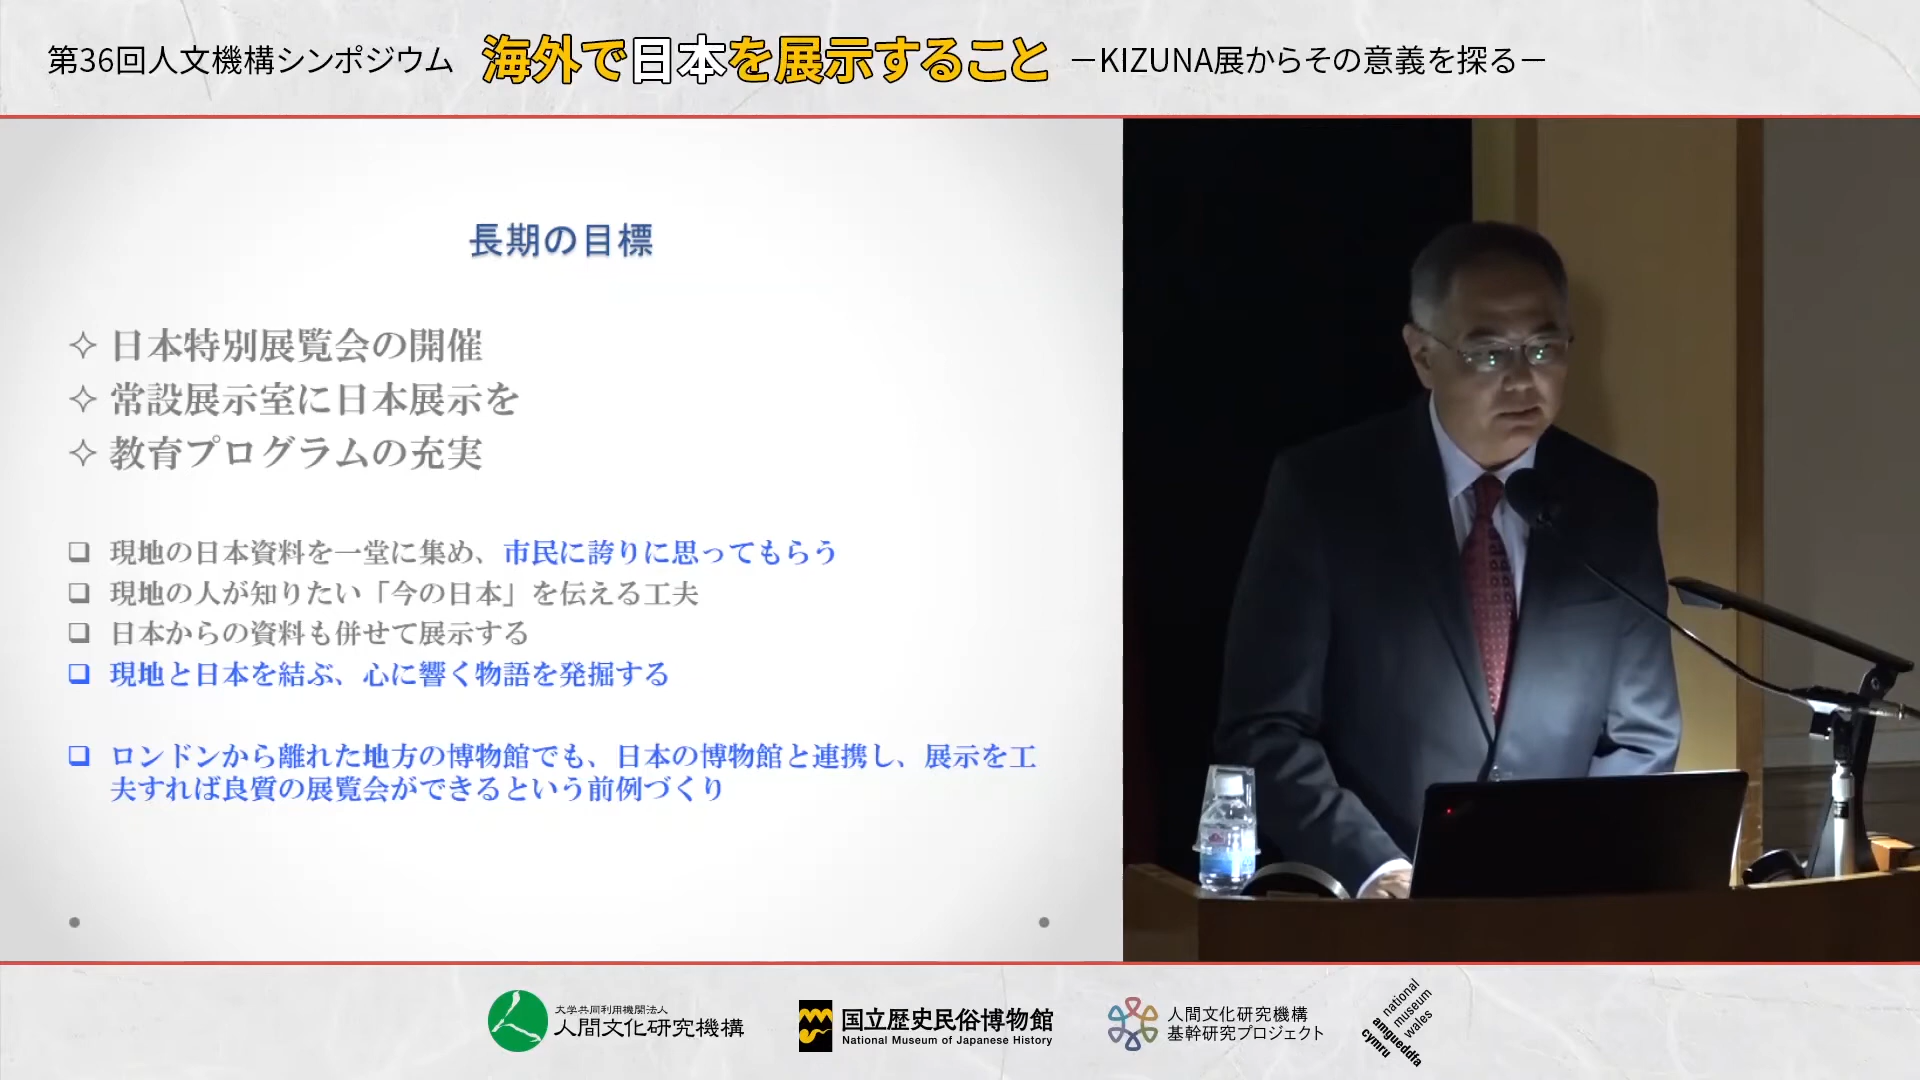 第36回人文機構シンポジウム 海外で日本を展示すること －KIZUNA展からその意義を探る－
長期の目標
日本特別展覧会の開催
常設展示室に日本展示を
教育プログラムの充実
現地の日本資料を一堂に集め、市民に誇りに思ってもらう
現地の人が知りたい「今の日本」を伝える工夫
日本からの資料も併せて展示する
現地と日本を結ぶ、心に響く物語を発掘する
ロンドンから離れた地方の博物館でも、日本の博物館と連携し、展示を工
夫すれば良質の展覧会ができるという前例づくり
大学共同利用機関法人
人間文化研究機構
国立歴史民俗博物館
National Museum of Japanese History
人間文化研究機構
基幹研究プロジェクト
national
museum
wales
amgueddfa
cymru